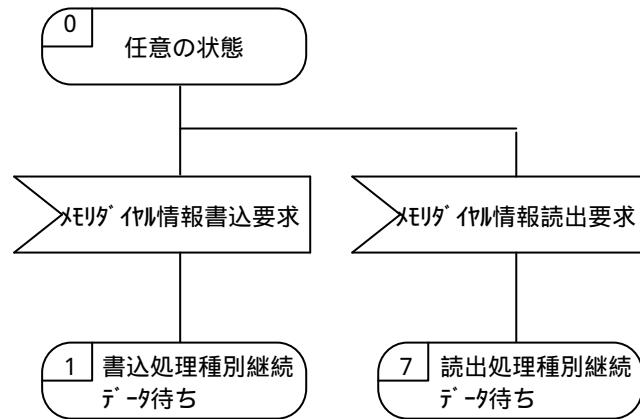 0
任意の状態
ﾒﾓﾘﾀﾞｲﾔﾙ情報書込要求
ﾒﾓﾘﾀﾞｲﾔﾙ情報読出要求
1
書込処理種別継続
ﾃﾞｰﾀ待ち
7
読出処理種別継続
ﾃﾞｰﾀ待ち